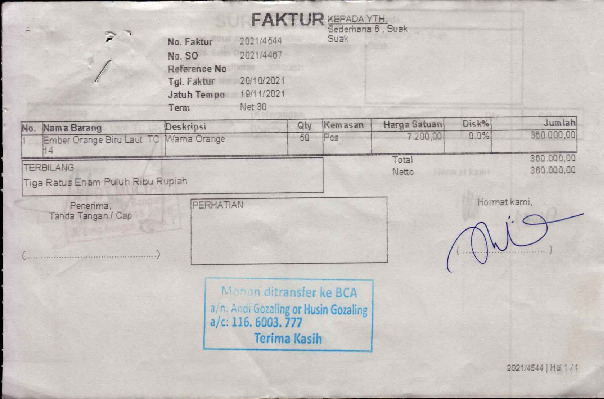 FAKTUR
KEPADA YTH,
Sederhana 6, Suak
Suak
No. Faktur 2021/4544
No. SO 2021/4467
Reference No
Tgl. Faktur 20/10/2021
Jatuh Tempo 19/11/2021
Term Net 30
No. Nama Barang Deskripsi Qty Kemasan Harga Satuan Disk% Jumlah
1 Ember Orange Biru Laut TC Warna Orange 50 Pcs 7.200,00 0.0% 360.000,00
14
TERBILANG
Tiga Ratus Enam Puluh Ribu Rupiah
Total 360.000,00
Netto 360.000,00
Penerima,
Tanda Tangan / Cap
PERHATIAN
Hormat kami,
(................................)
(................................)
Mohon ditransfer ke BCA
a/n. Andi Gozaling or Husin Gozaling
a/c: 116. 6003. 777
Terima Kasih
2021/4544 | Hal 1 / 1